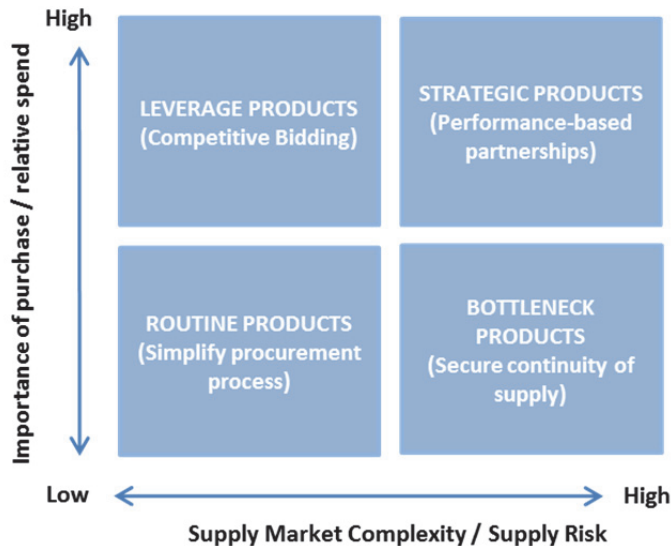 High
Importance of purchase / relative spend
LEVERAGE PRODUCTS
(Competitive Bidding)
STRATEGIC PRODUCTS
(Performance-based
partnerships)
ROUTINE PRODUCTS
(Simplify procurement
process)
BOTTLENECK
PRODUCTS
(Secure continuity of
supply)
Low
High
Supply Market Complexity / Supply Risk